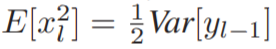 E[x_l^2] = \frac{1}{2} Var[y_{l-1}]